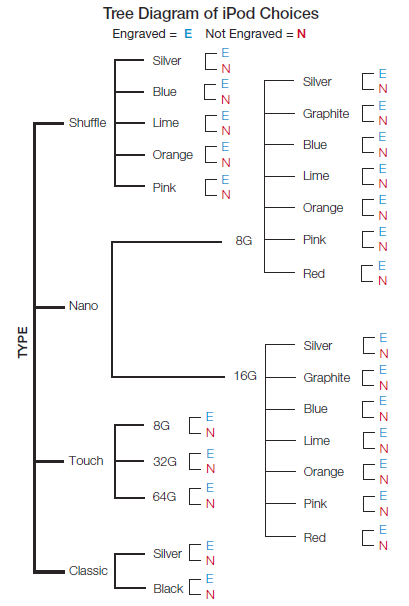 Tree Diagram of iPod Choices
Engraved = E Not Engraved = N
TYPE
Shuffle
Silver
E
N
Blue
E
N
Lime
E
N
Orange
E
N
Pink
E
N
Nano
8G
Silver
E
N
Graphite
E
N
Blue
E
N
Lime
E
N
Orange
E
N
Pink
E
N
Red
E
N
16G
Silver
E
N
Graphite
E
N
Blue
E
N
Lime
E
N
Orange
E
N
Pink
E
N
Red
E
N
Touch
8G
E
N
32G
E
N
64G
E
N
Classic
Silver
E
N
Black
E
N